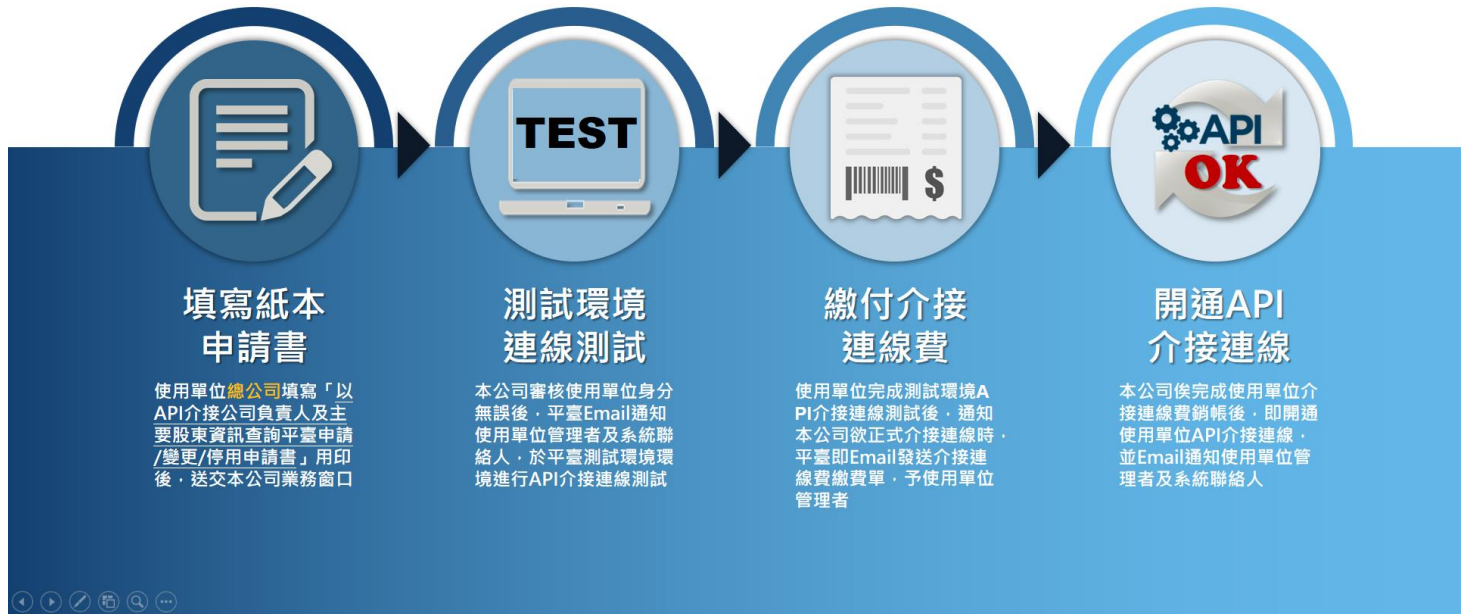 TEST
$
API
OK
填寫紙本
申請書
使用單位總公司填寫「以
API介接公司負責人及主
要股東資訊查詢平臺申請
/變更/停用申請書」用印
後，送交本公司業務窗口
測試環境
連線測試
本公司審核使用單位身分
無誤後，平臺Email通知
使用單位管理者及系統聯
絡人，於平臺測試環境環
境進行API介接連線測試
繳付介接
連線費
使用單位完成測試環境A
PI介接連線測試後，通知
本公司欲正式介接連線時，
平臺即Email發送介接連
線費繳費單，予使用單位
管理者
開通API
介接連線
本公司俟完成使用單位介
接連線費銷帳後，即開通
使用單位API介接連線，
並Email通知使用單位管
理者及系統聯絡人